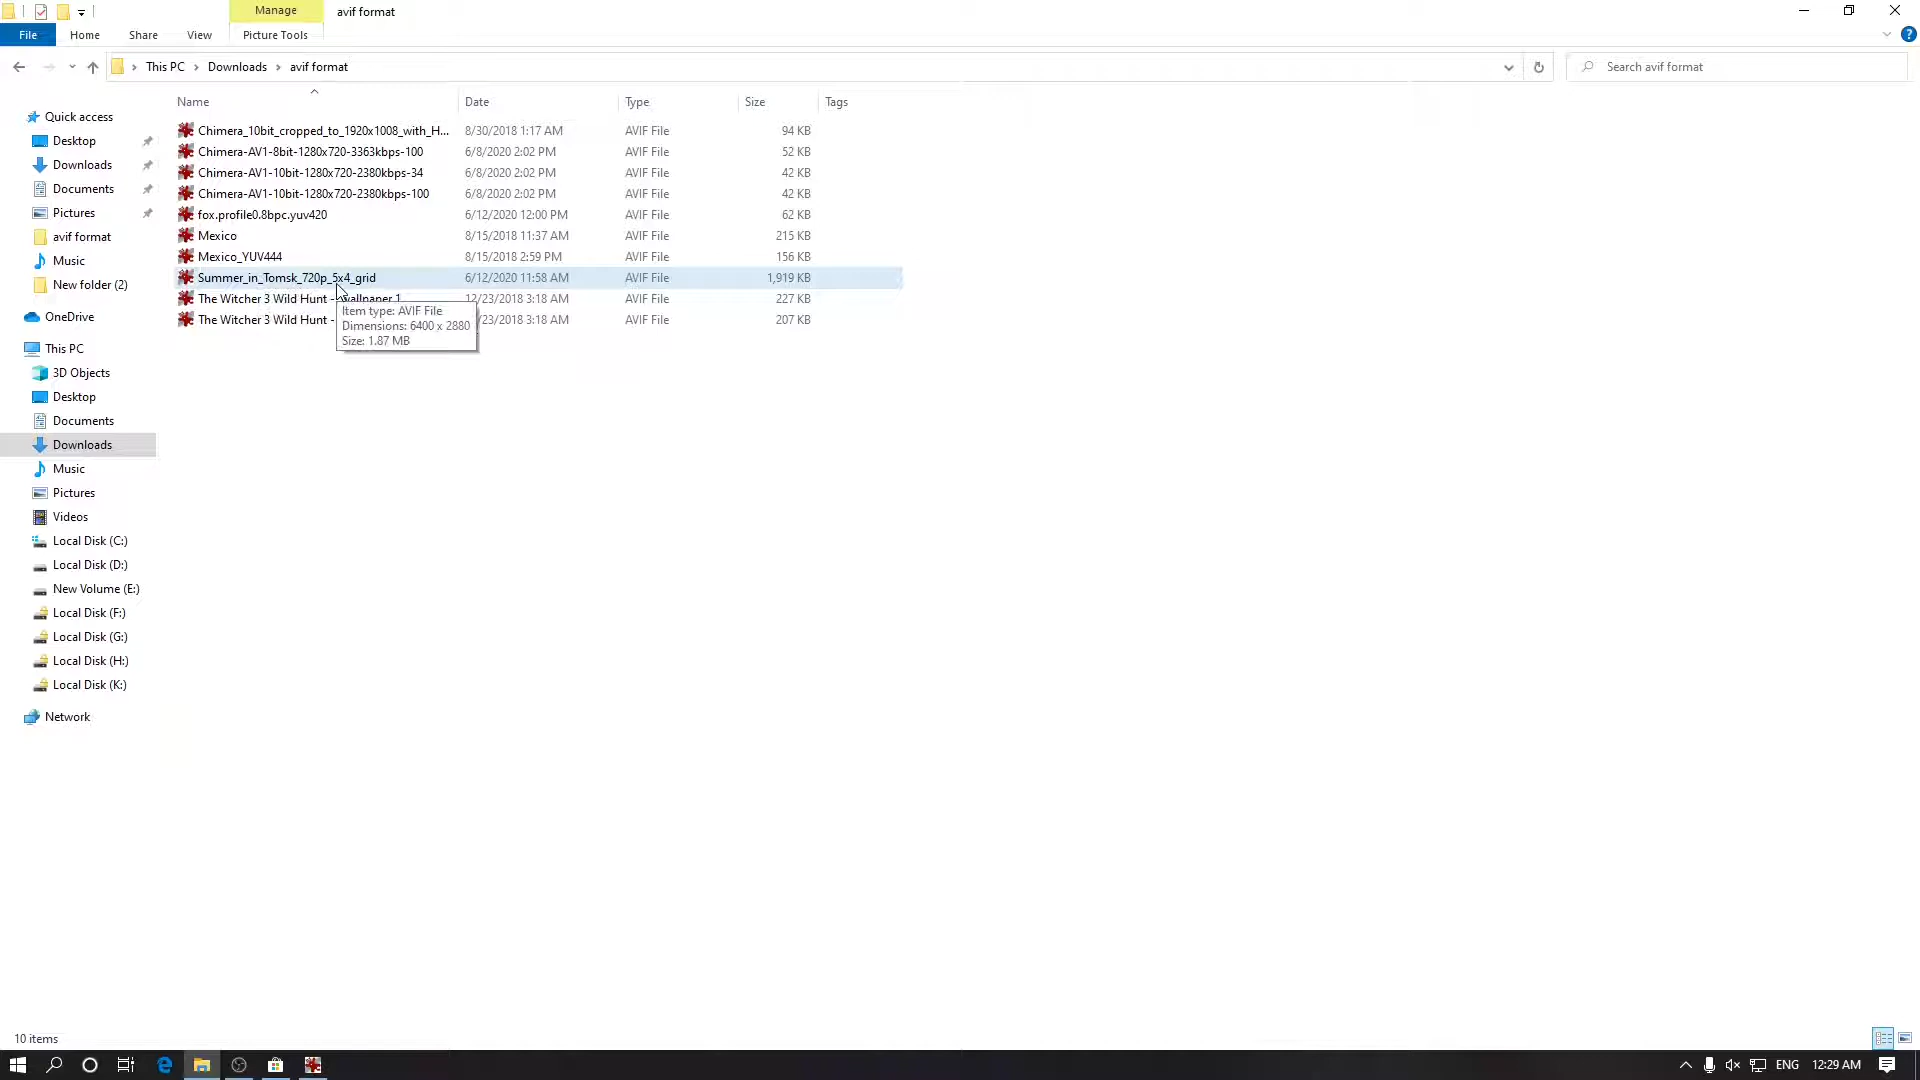 Manage
avif format
File
Home
Share
View
Picture Tools
This PC
Downloads
avif format
Search avif format
Name
Date
Type
Size
Tags
Chimera_10bit_cropped_to_1920x1008_with_H... 8/30/2018 1:17 AM AVIF File 94 KB
Chimera-AV1-8bit-1280x720-3363kbps-100 6/8/2020 2:02 PM AVIF File 52 KB
Chimera-AV1-10bit-1280x720-2380kbps-34 6/8/2020 2:02 PM AVIF File 42 KB
Chimera-AV1-10bit-1280x720-2380kbps-100 6/8/2020 2:02 PM AVIF File 42 KB
fox.profile0.8bpc.yuv420 6/12/2020 12:00 PM AVIF File 62 KB
Mexico 8/15/2018 11:37 AM AVIF File 215 KB
Mexico_YUV444 8/15/2018 2:59 PM AVIF File 156 KB
Summer_in_Tomsk_720p_5x4_grid 6/12/2020 11:58 AM AVIF File 1,919 KB
The Witcher 3 Wild Hunt - Wallpaper 1 12/23/2018 3:18 AM AVIF File 227 KB
The Witcher 3 Wild Hunt - /23/2018 3:18 AM AVIF File 207 KB
Item type: AVIF File
Dimensions: 6400 x 2880
Size: 1.87 MB
Quick access
Desktop
Downloads
Documents
Pictures
avif format
Music
New folder (2)
OneDrive
This PC
3D Objects
Desktop
Documents
Downloads
Music
Pictures
Videos
Local Disk (C:)
Local Disk (D:)
New Volume (E:)
Local Disk (F:)
Local Disk (G:)
Local Disk (H:)
Local Disk (K:)
Network
10 items
ENG
12:29 AM